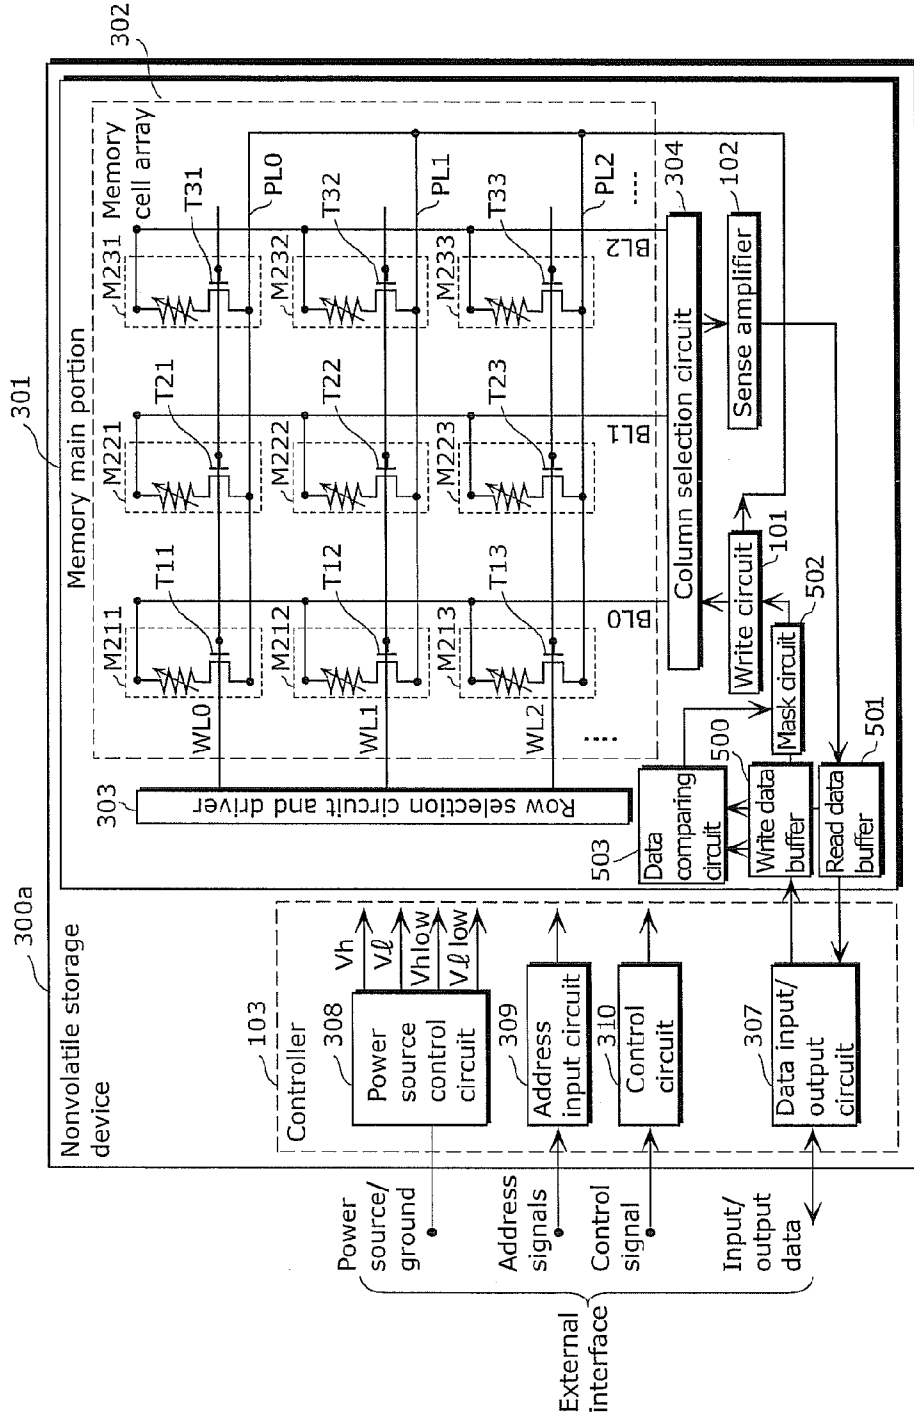 300a
Nonvolatile storage
device
301
Memory main portion
302
Memory
cell array
M211
T11
M221
T21
M231
T31
WL0
PL0
M212
T12
M222
T22
M232
T32
WL1
PL1
M213
T13
M223
T23
M233
T33
WL2
PL2
....
....
BL0
BL1
BL2
303
Row selection circuit and driver
304
Column selection circuit
102
Sense amplifier
Write circuit
101
Mask circuit
502
503
Data
comparing
circuit
500
Write data
buffer
501
Read data
buffer
103
Controller
308
Power
source
control
circuit
Vh
Vℓ
Vhlow
Vℓlow
309
Address
input circuit
310
Control
circuit
307
Data input/
output
circuit
Power
source/
ground
Address
signals
Control
signal
Input/
output
data
External
interface